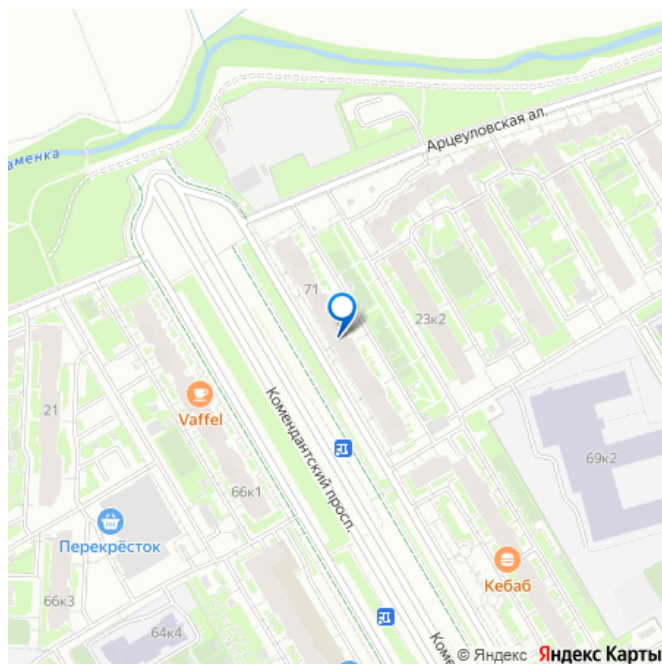 Арцеуловская ал.
аменка
71
23к2
21
Vaffel
Комендантский просп.
69к2
66к1
Перекрёсток
Кебаб
66к3
64к4
Коме
© Яндекс Яндекс Карты